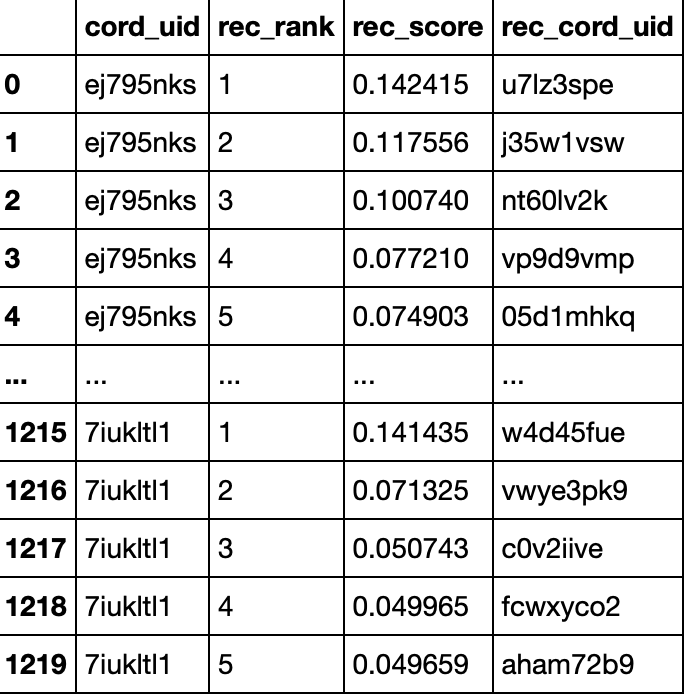 cord_uid rec_rank rec_score rec_cord_uid
0 ej795nks 1 0.142415 u7lz3spe
1 ej795nks 2 0.117556 j35w1vsw
2 ej795nks 3 0.100740 nt60lv2k
3 ej795nks 4 0.077210 vp9d9vmp
4 ej795nks 5 0.074903 05d1mhkq
... ... ... ... ...
1215 7iukltl1 1 0.141435 w4d45fue
1216 7iukltl1 2 0.071325 vwye3pk9
1217 7iukltl1 3 0.050743 c0v2iive
1218 7iukltl1 4 0.049965 fcwxyco2
1219 7iukltl1 5 0.049659 aham72b9